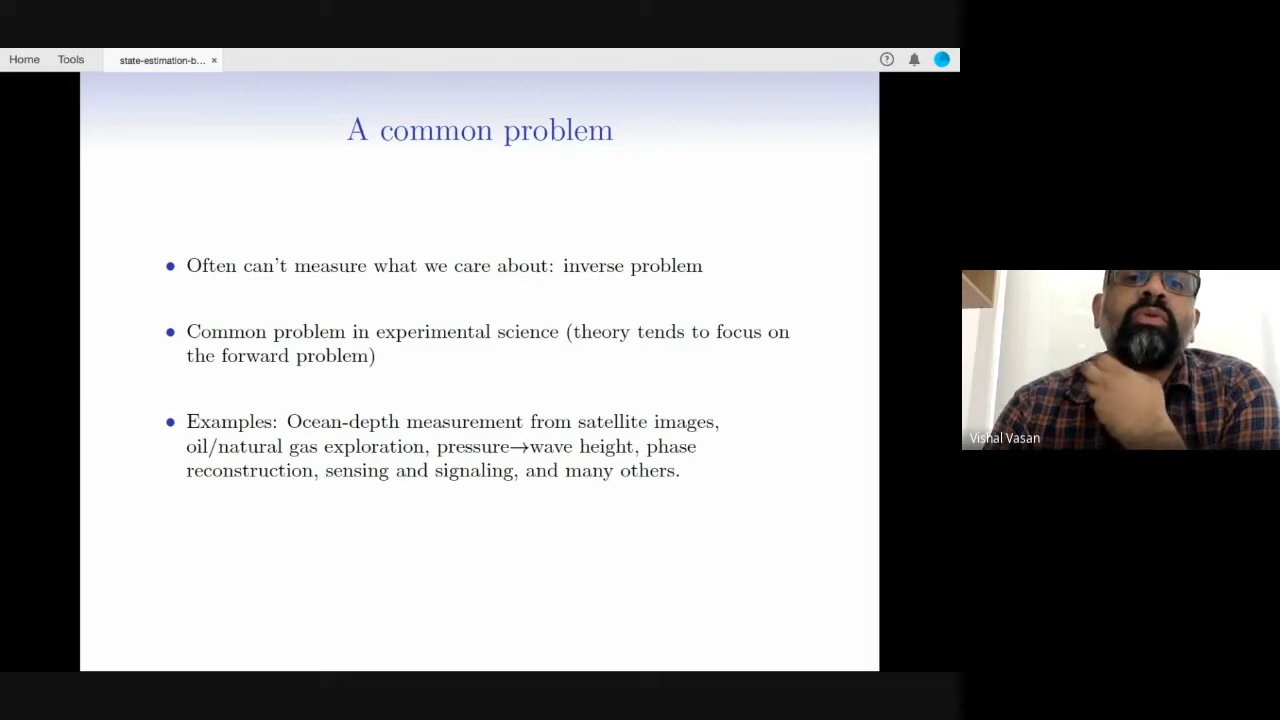 Home Tools state-estimation-b... ×
A common problem
• Often can't measure what we care about: inverse problem
• Common problem in experimental science (theory tends to focus on
the forward problem)
• Examples: Ocean-depth measurement from satellite images,
oil/natural gas exploration, pressure→wave height, phase
reconstruction, sensing and signaling, and many others.
Vishal Vasan